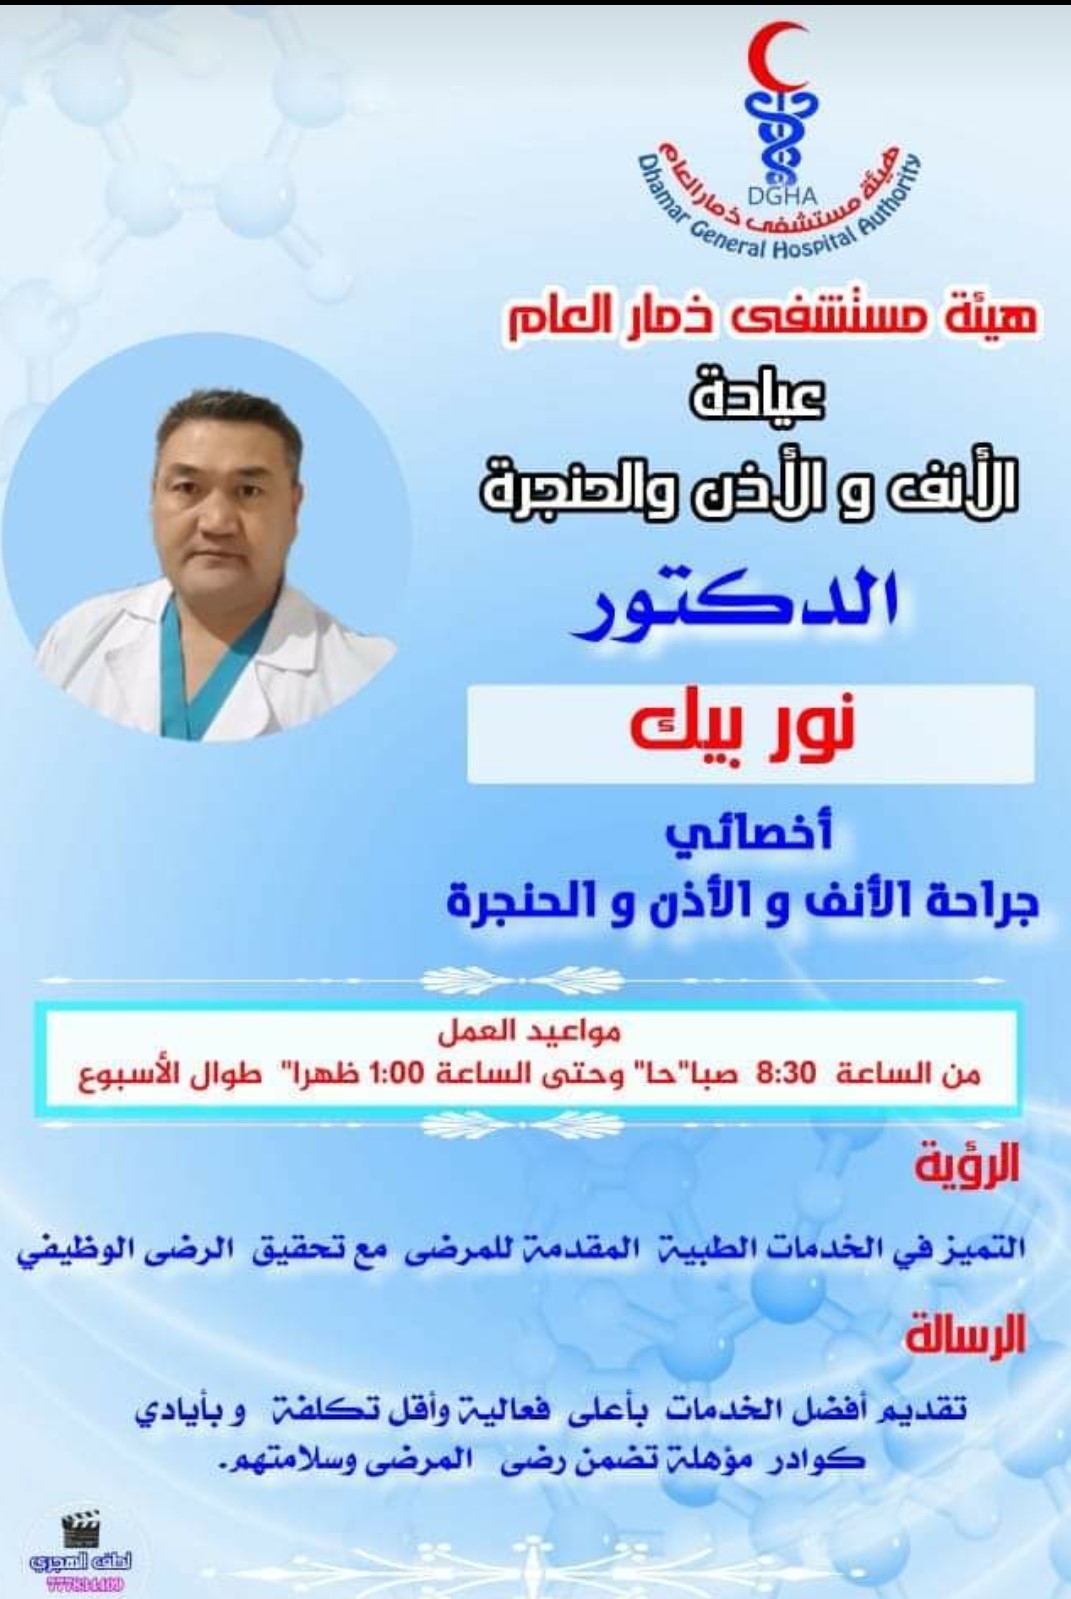 DGHA
هيئة مستشفى ذمار العام
Dhamar General Hospital Authority
هيئة مستشفى ذمار العام
عيادة
الأنف و الأذن والحنجرة
الدكتور
نور بيك
أخصائي
جراحة الأنف و الأذن و الحنجرة
مواعيد العمل
من الساعة 8:30 صبا"حا" وحتى الساعة 1:00 ظهرا" طوال الأسبوع
الرؤية
التميز في الخدمات الطبية المقدمة للمرضى مع تحقيق الرضى الوظيفي
الرسالة
تقديم أفضل الخدمات بأعلى فعالية وأقل تكلفة و بأيادي
كوادر مؤهلة تضمن رضى المرضى وسلامتهم.
الهجري